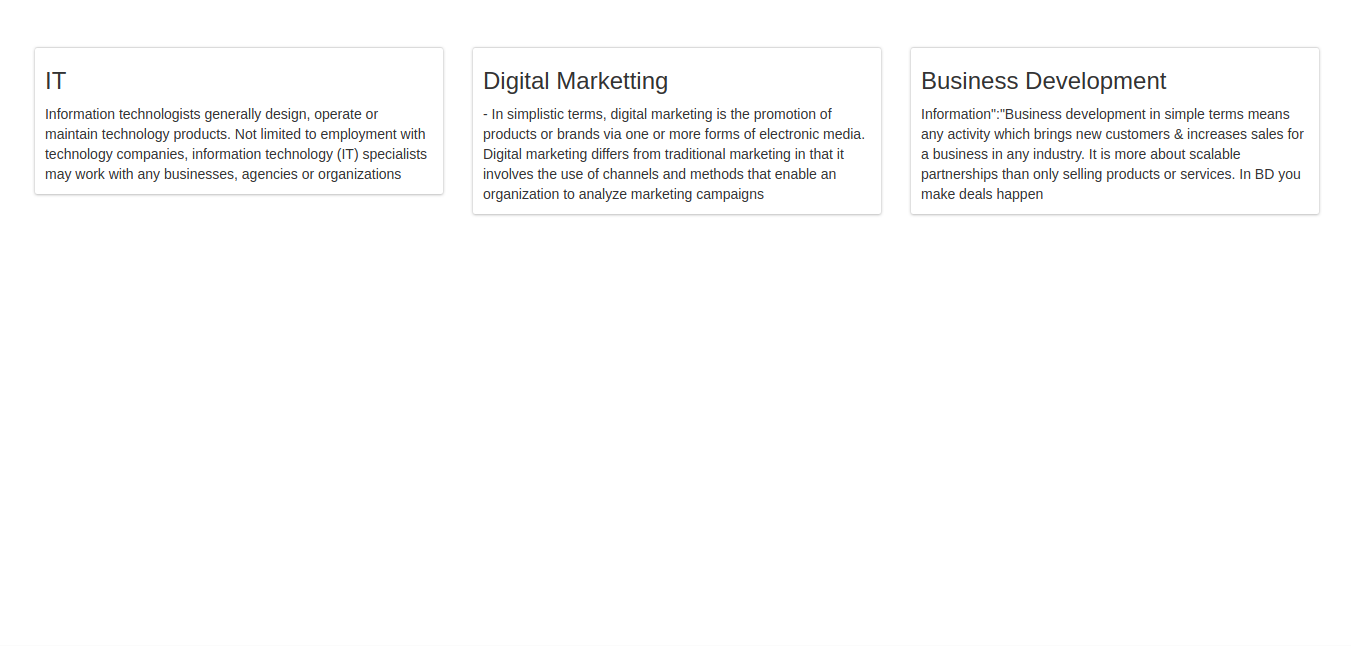 IT
Information technologists generally design, operate or
maintain technology products. Not limited to employment with
technology companies, information technology (IT) specialists
may work with any businesses, agencies or organizations
Digital Marketting
- In simplistic terms, digital marketing is the promotion of
products or brands via one or more forms of electronic media.
Digital marketing differs from traditional marketing in that it
involves the use of channels and methods that enable an
organization to analyze marketing campaigns
Business Development
Information":"Business development in simple terms means
any activity which brings new customers & increases sales for
a business in any industry. It is more about scalable
partnerships than only selling products or services. In BD you
make deals happen